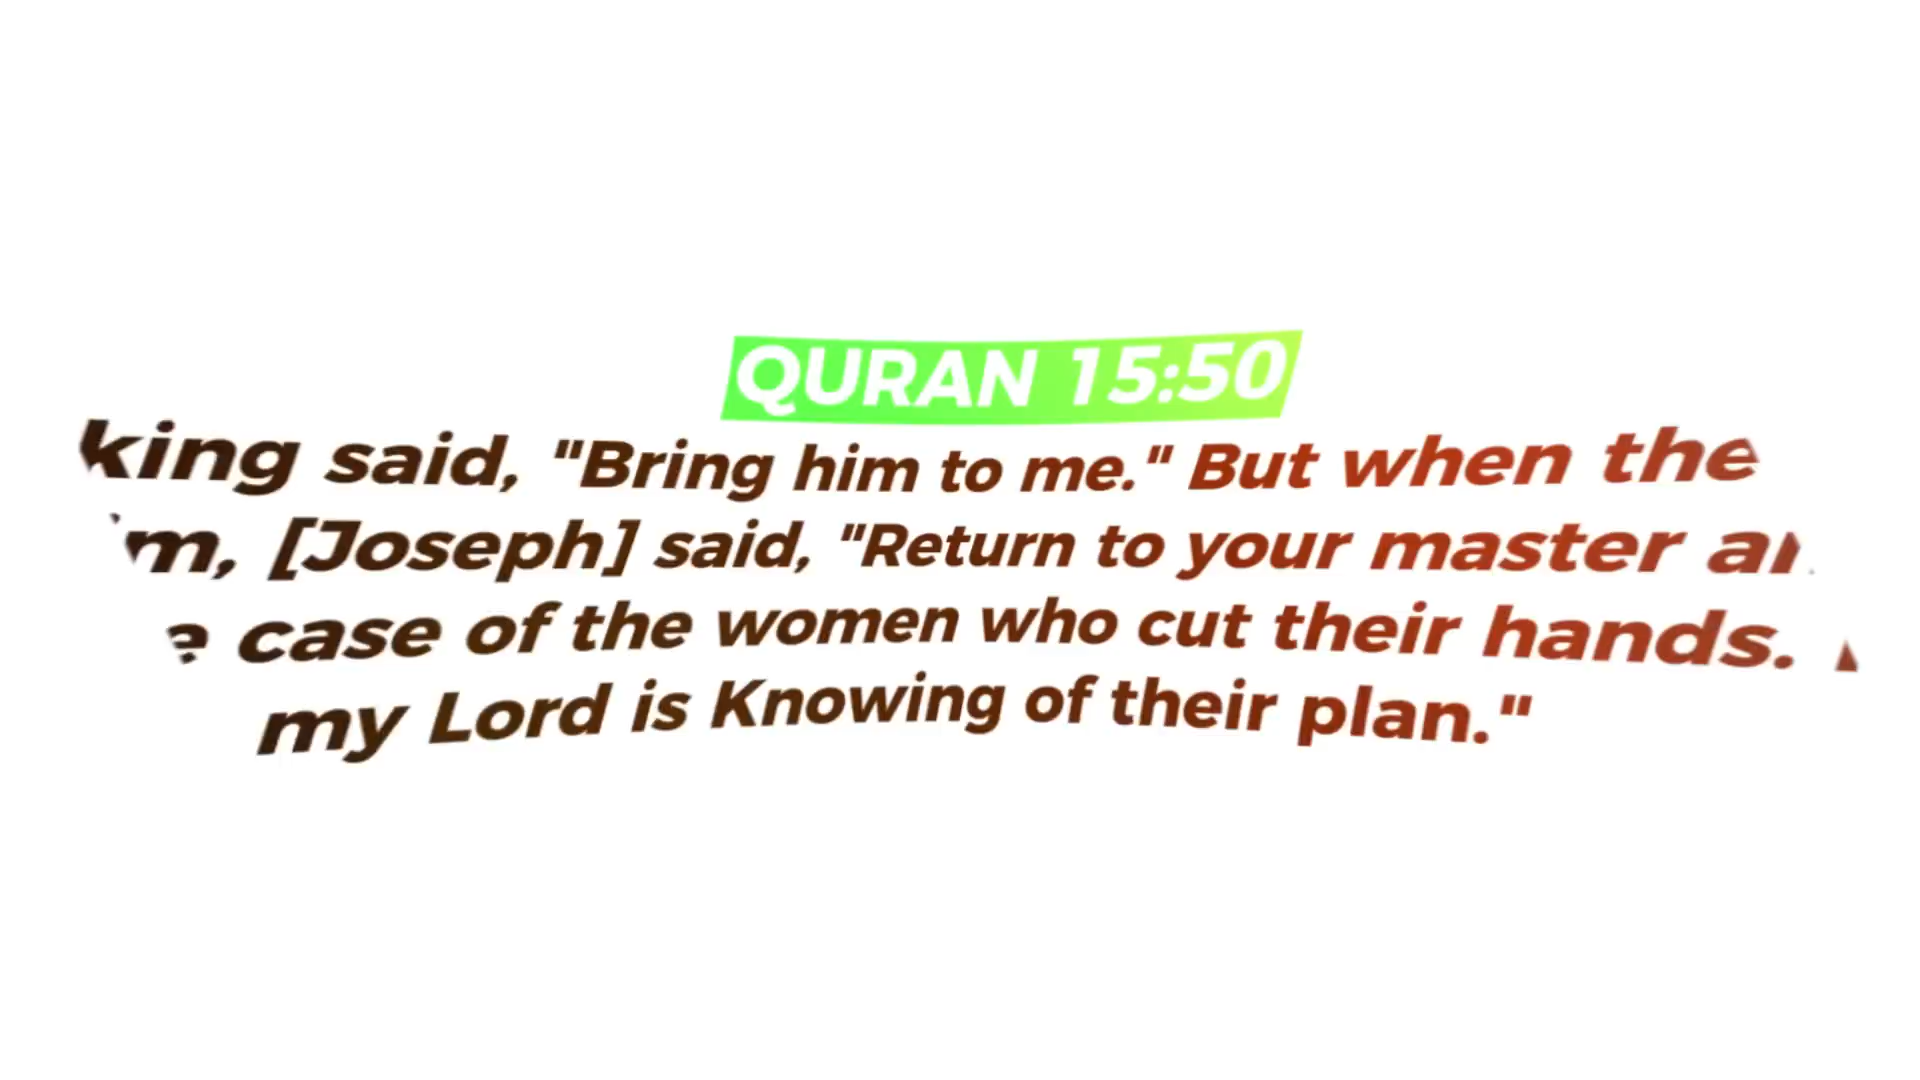 QURAN 15:50
king said, "Bring him to me." But when the
[Joseph] said, "Return to your master
case of the women who cut their hands.
my Lord is Knowing of their plan."